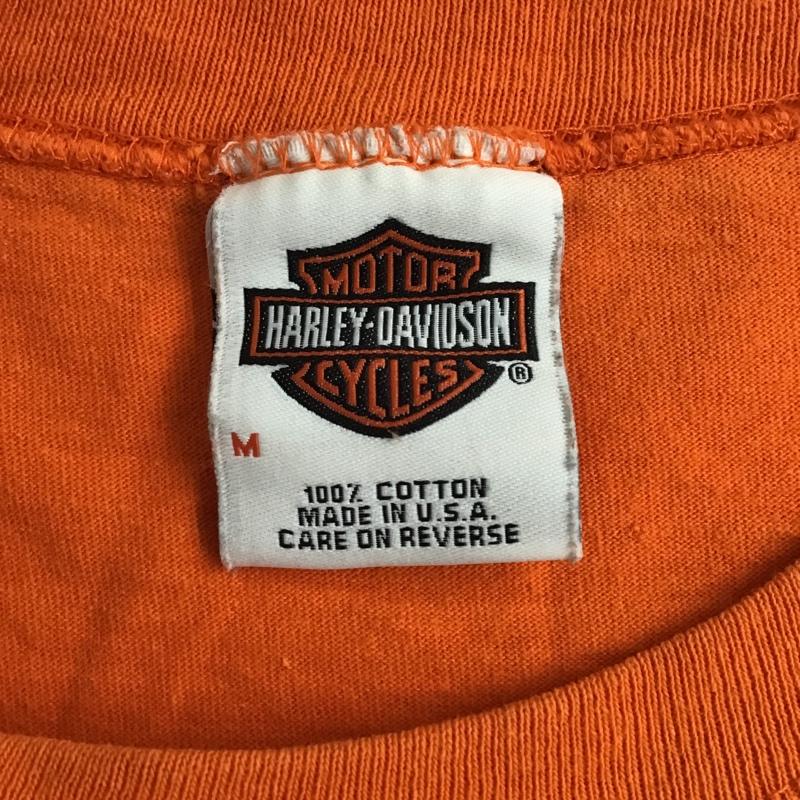 MOTOR
HARLEY-DAVIDSON
CYCLES
®
M
100% COTTON
MADE IN U.S.A.
CARE ON REVERSE